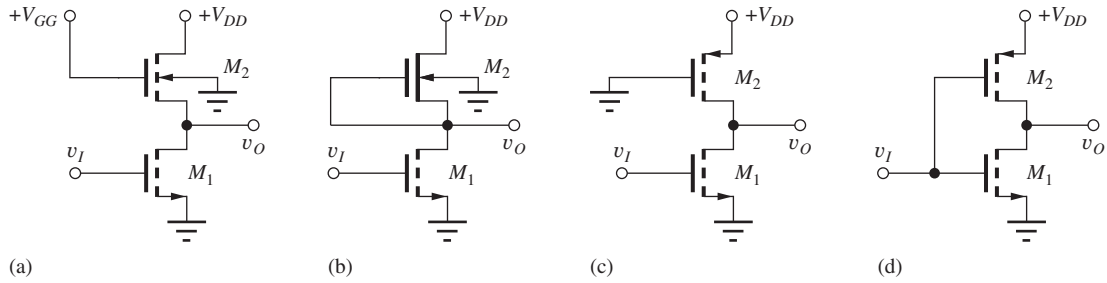 +V_GG +V_DD
M_2
v_O
v_I
M_1
(a)
+V_DD
M_2
v_O
v_I
M_1
(b)
+V_DD
M_2
v_O
v_I
M_1
(c)
+V_DD
M_2
v_I
v_O
M_1
(d)